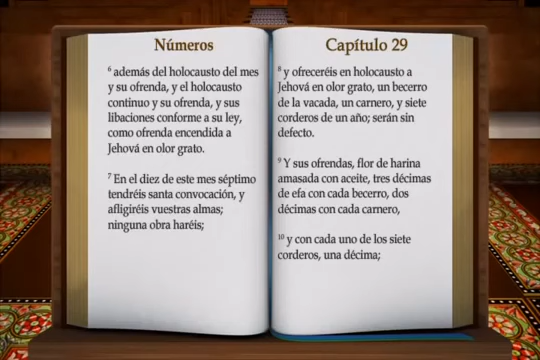 Números
⁶ además del holocausto del mes
y su ofrenda, y el holocausto
continuo y su ofrenda, y sus
libaciones conforme a su ley,
como ofrenda encendida a
Jehová en olor grato.
⁷ En el diez de este mes séptimo
tendréis santa convocación, y
afligiréis vuestras almas;
ninguna obra haréis;
Capítulo 29
⁸ y ofreceréis en holocausto a
Jehová en olor grato, un becerro
de la vacada, un carnero, y siete
corderos de un año; serán sin
defecto.
⁹ Y sus ofrendas, flor de harina
amasada con aceite, tres décimas
de efa con cada becerro, dos
décimas con cada carnero,
¹⁰ y con cada uno de los siete
corderos, una décima;